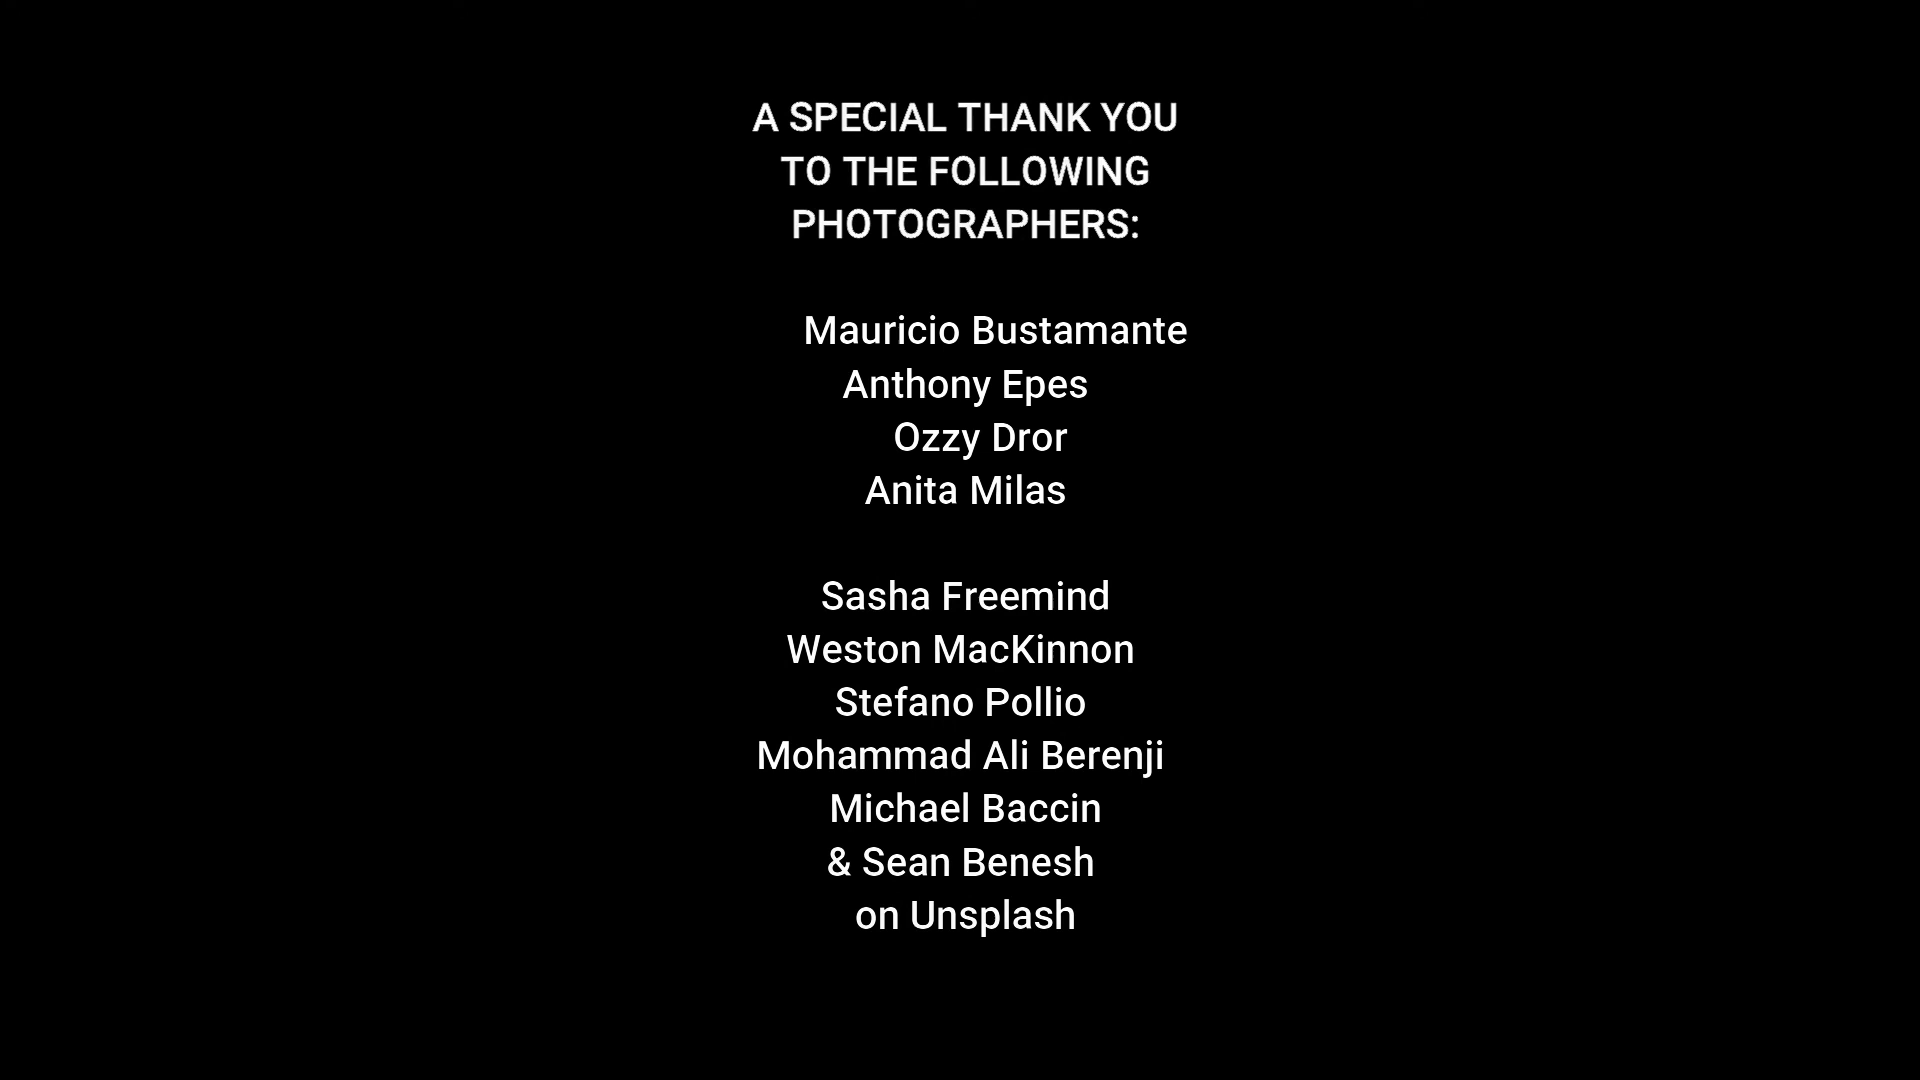 A SPECIAL THANK YOU
TO THE FOLLOWING
PHOTOGRAPHERS:
Mauricio Bustamante
Anthony Epes
Ozzy Dror
Anita Milas
Sasha Freemind
Weston MacKinnon
Stefano Pollio
Mohammad Ali Berenji
Michael Baccin
& Sean Benesh
on Unsplash